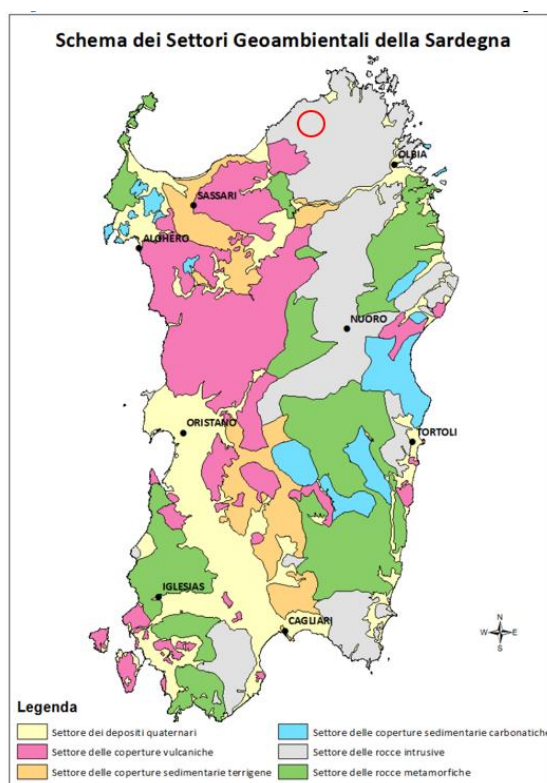 Schema dei Settori Geoambientali della Sardegna
OLBIA
SASSARI
ALGHERO
NUORO
ORISTANO
TORTOLI
IGLESIAS
CAGLIARI
N
W E
S
Legenda
Settore dei depositi quaternari
Settore delle coperture vulcaniche
Settore delle coperture sedimentarie terrigene
Settore delle coperture sedimentarie carbonatiche
Settore delle rocce intrusive
Settore delle rocce metamorfiche